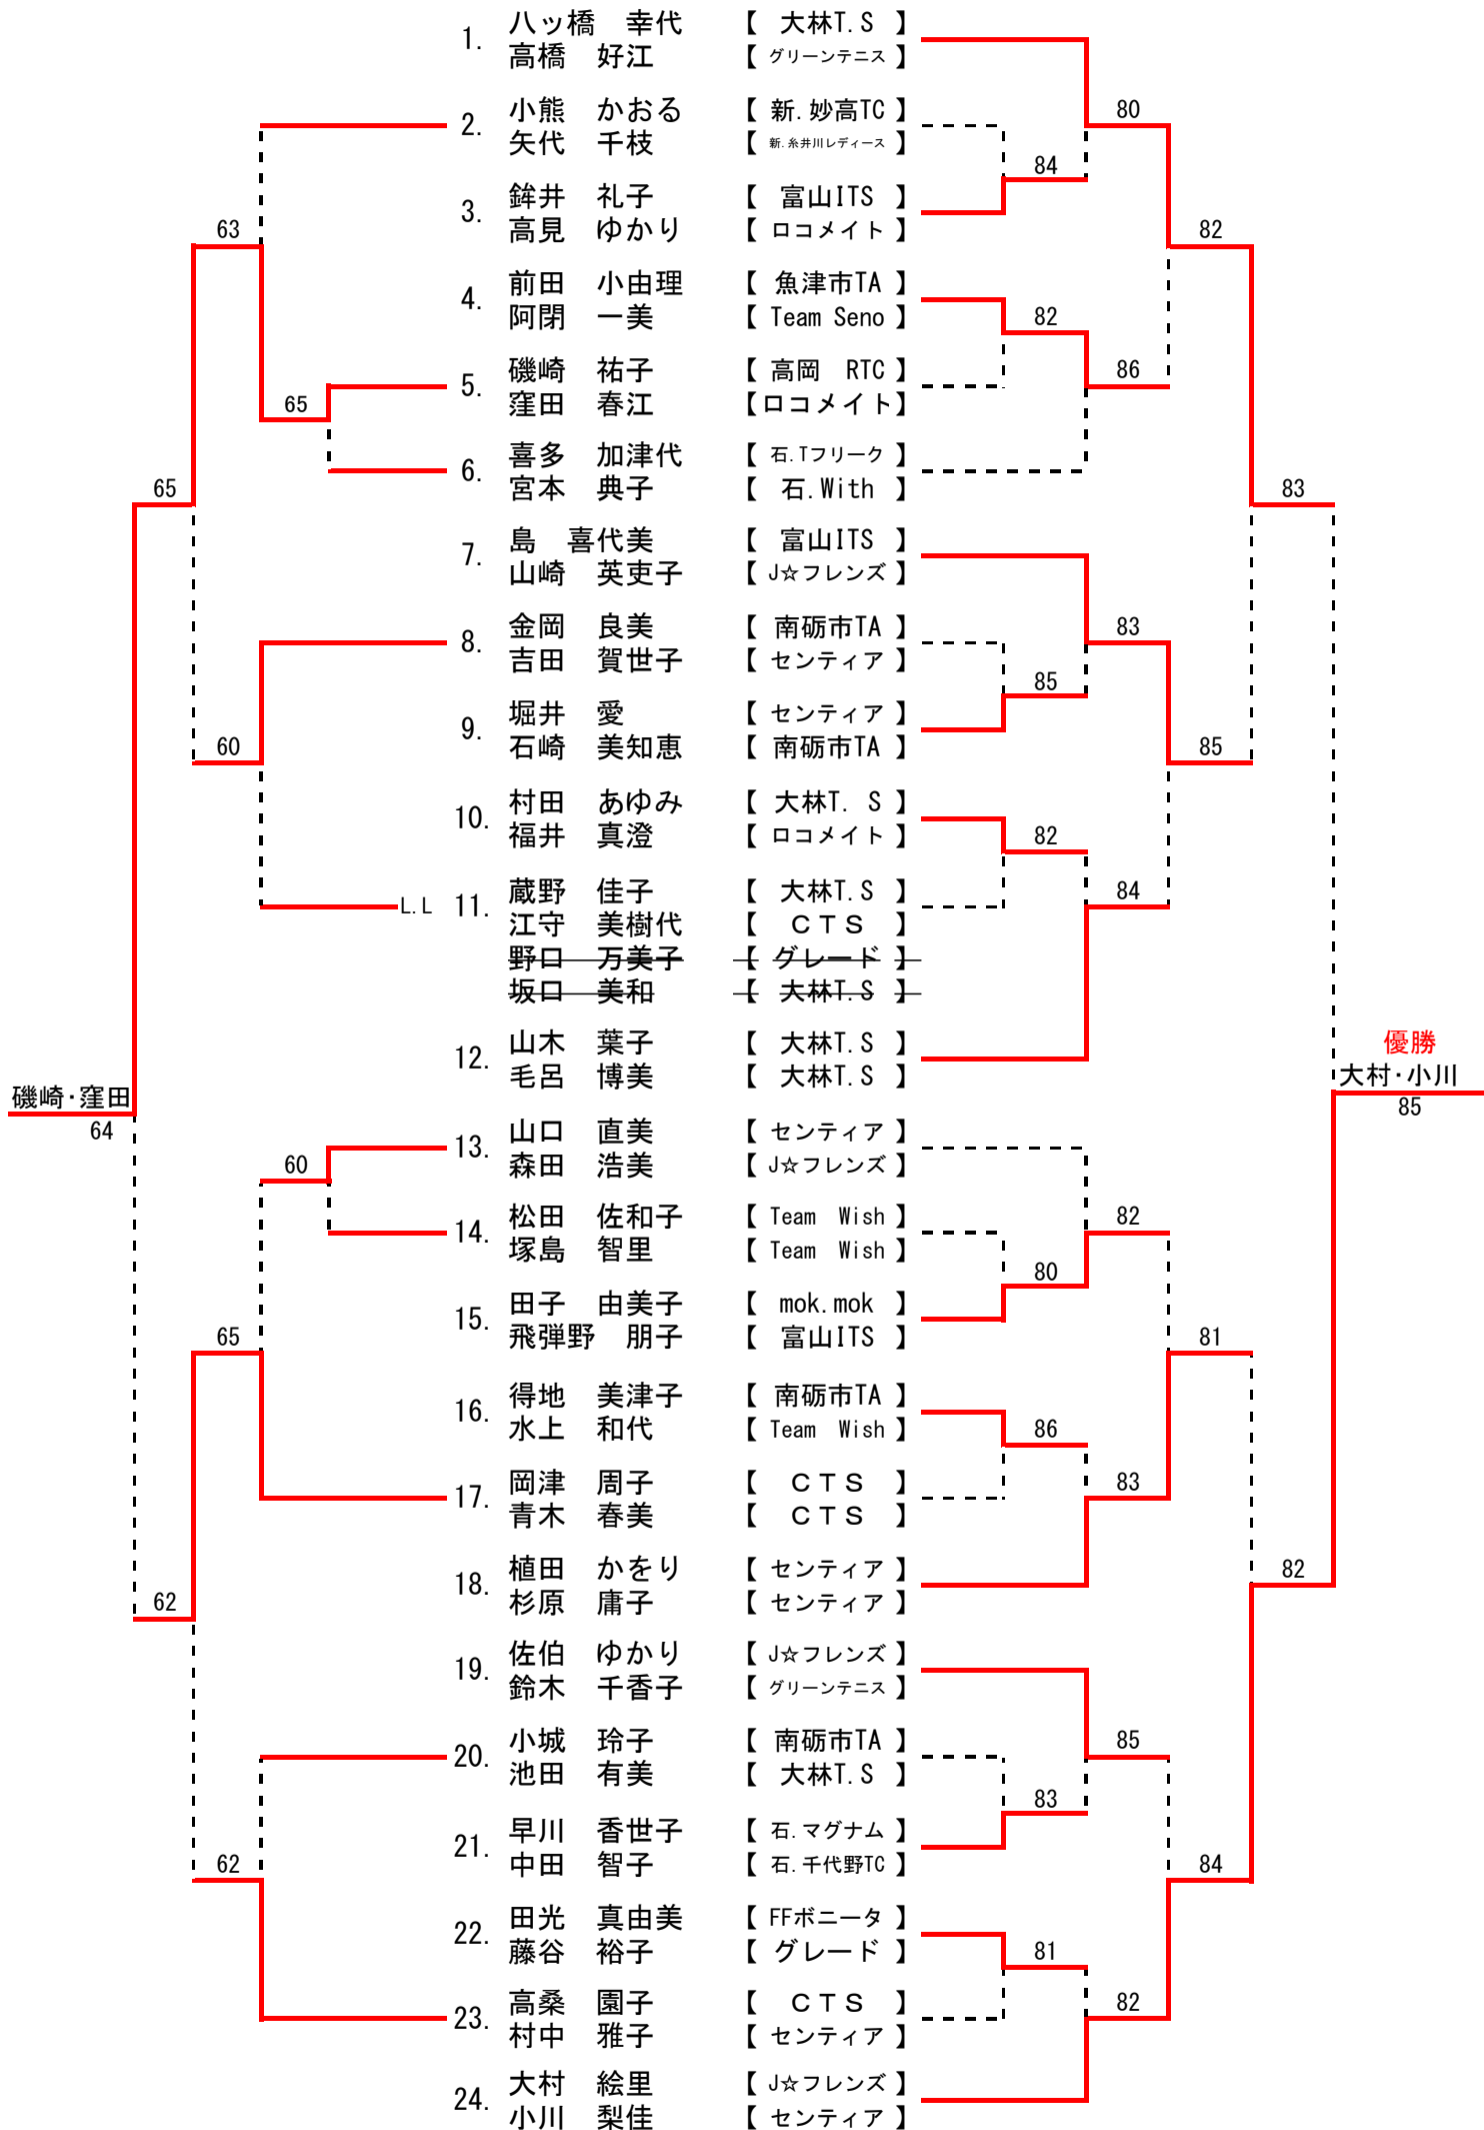 1. 八ッ橋 幸代 【 大林T.S 】
高橋 好江 【 グリーンテニス 】
80
2. 小熊 かおる 【 新.妙高TC 】
矢代 千枝 【 新.糸井川レディース 】
84
3. 鉾井 礼子 【 富山ITS 】
高見 ゆかり 【 ロコメイト 】
63
82
4. 前田 小由理 【 魚津市TA 】
阿閉 一美 【 Team Seno 】
82
5. 磯崎 祐子 【 高岡 RTC 】
窪田 春江 【ロコメイト】
65
86
6. 喜多 加津代 【 石.Tフリーク 】
宮本 典子 【 石.With 】
65
83
7. 島 喜代美 【 富山ITS 】
山崎 英吏子 【 J☆フレンズ 】
8. 金岡 良美 【 南砺市TA 】
吉田 賀世子 【 センティア 】
83
85
9. 堀井 愛 【 センティア 】
石崎 美知恵 【 南砺市TA 】
60
85
10. 村田 あゆみ 【 大林T. S 】
福井 真澄 【 ロコメイト 】
82
L.L 11. 蔵野 佳子 【 大林T.S 】
江守 美樹代 【 CTS 】
野口 万美子 【 グレード 】
坂口 美和 【 大林T.S 】
84
12. 山木 葉子 【 大林T.S 】
毛呂 博美 【 大林T.S 】
優勝
大村・小川
85
磯崎・窪田
64
13. 山口 直美 【 センティア 】
森田 浩美 【 J☆フレンズ 】
60
14. 松田 佐和子 【 Team Wish 】
塚島 智里 【 Team Wish 】
82
80
15. 田子 由美子 【 mok.mok 】
飛弾野 朋子 【 富山ITS 】
65
81
16. 得地 美津子 【 南砺市TA 】
水上 和代 【 Team Wish 】
86
17. 岡津 周子 【 CTS 】
青木 春美 【 CTS 】
83
18. 植田 かをり 【 センティア 】
杉原 庸子 【 センティア 】
62
82
19. 佐伯 ゆかり 【 J☆フレンズ 】
鈴木 千香子 【 グリーンテニス 】
20. 小城 玲子 【 南砺市TA 】
池田 有美 【 大林T.S 】
85
83
21. 早川 香世子 【 石.マグナム 】
中田 智子 【 石.千代野TC 】
62
84
22. 田光 真由美 【 FFボニータ 】
藤谷 裕子 【 グレード 】
81
23. 高桑 園子 【 CTS 】
村中 雅子 【 センティア 】
82
24. 大村 絵里 【 J☆フレンズ 】
小川 梨佳 【 センティア 】